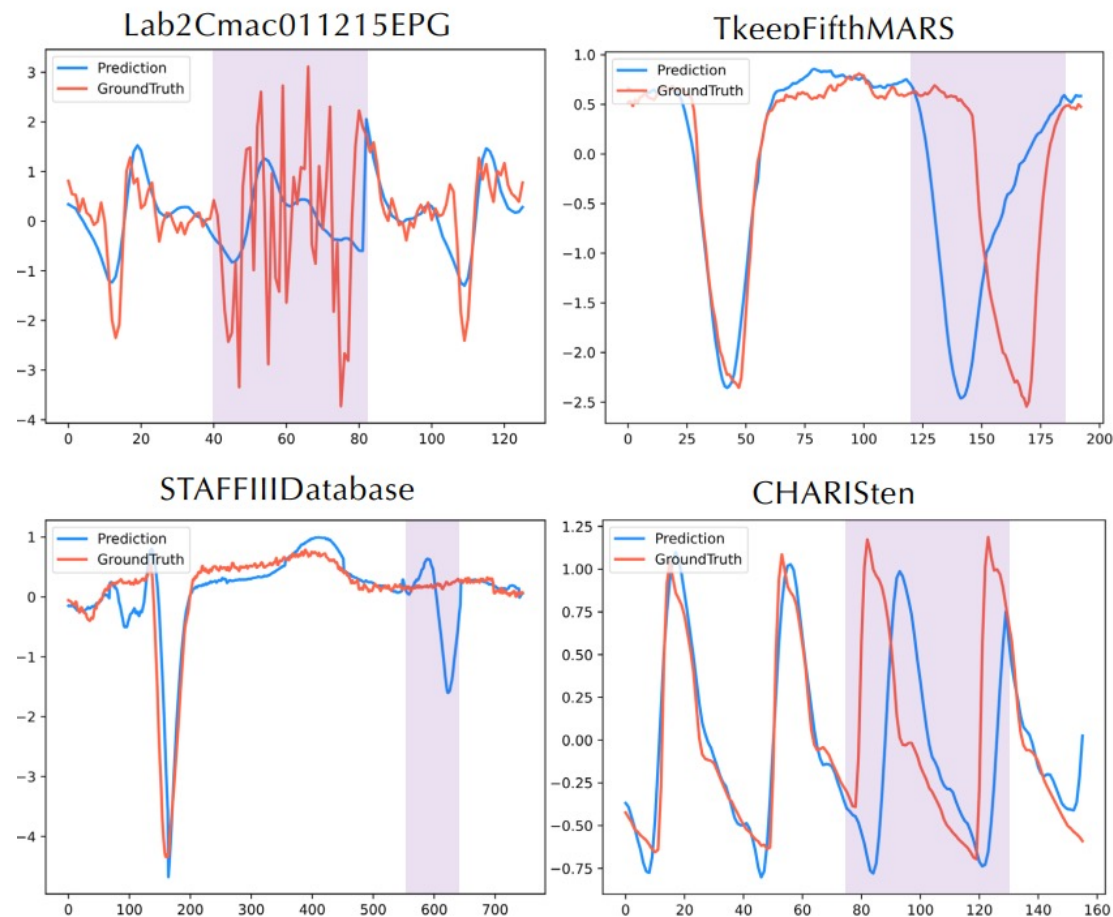 Lab2Cmac011215EPG
Prediction
GroundTruth
3
2
1
0
−1
−2
−3
−4
0 20 40 60 80 100 120
TkeepFifthMARS
Prediction
GroundTruth
1.0
0.5
0.0
−0.5
−1.0
−1.5
−2.0
−2.5
0 25 50 75 100 125 150 175 200
STAFFIIIDatabase
Prediction
GroundTruth
1
0
−1
−2
−3
−4
0 100 200 300 400 500 600 700
CHARISten
Prediction
GroundTruth
1.25
1.00
0.75
0.50
0.25
0.00
−0.25
−0.50
−0.75
0 20 40 60 80 100 120 140 160